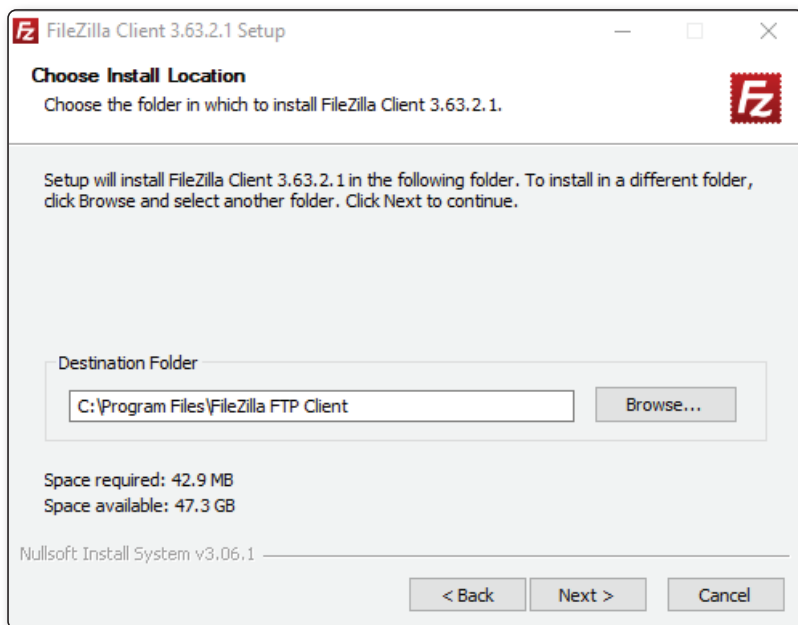 FileZilla Client 3.63.2.1 Setup
Choose Install Location
Choose the folder in which to install FileZilla Client 3.63.2.1.
Fz
Setup will install FileZilla Client 3.63.2.1 in the following folder. To install in a different folder,
click Browse and select another folder. Click Next to continue.
Destination Folder
C:\Program Files\FileZilla FTP Client
Browse...
Space required: 42.9 MB
Space available: 47.3 GB
Nullsoft Install System v3.06.1
< Back
Next >
Cancel